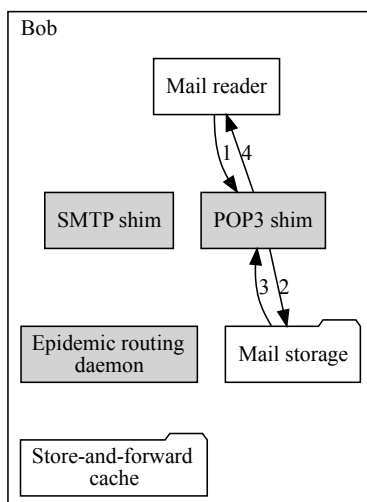 Bob
Mail reader
1 4
SMTP shim
POP3 shim
3 2
Epidemic routing
daemon
Mail storage
Store-and-forward
cache